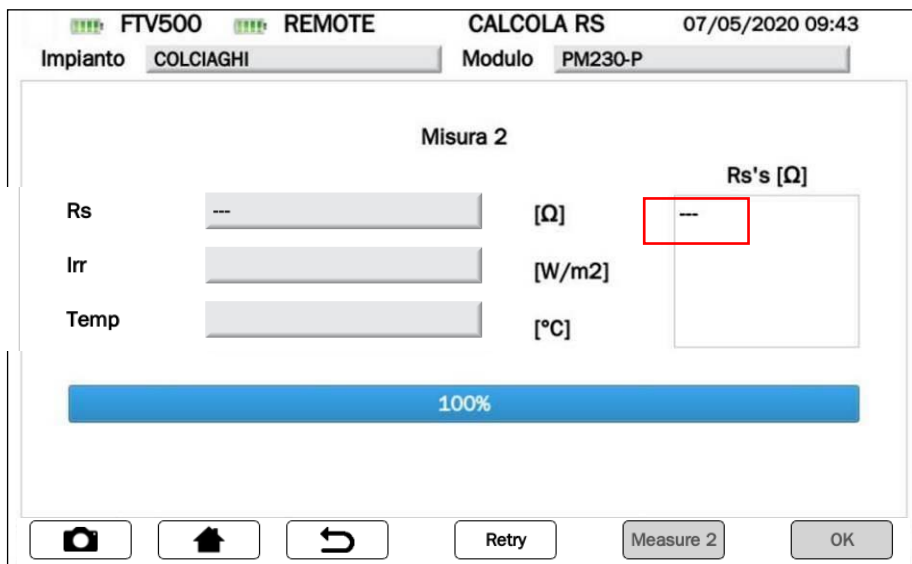 FTV500 REMOTE CALCOLA RS 07/05/2020 09:43
Impianto COLCIAGHI Modulo PM230-P
Misura 2
Rs's [Ω]
Rs --- [Ω] ---
Irr [W/m2]
Temp [°C]
100%
Retry Measure 2 OK